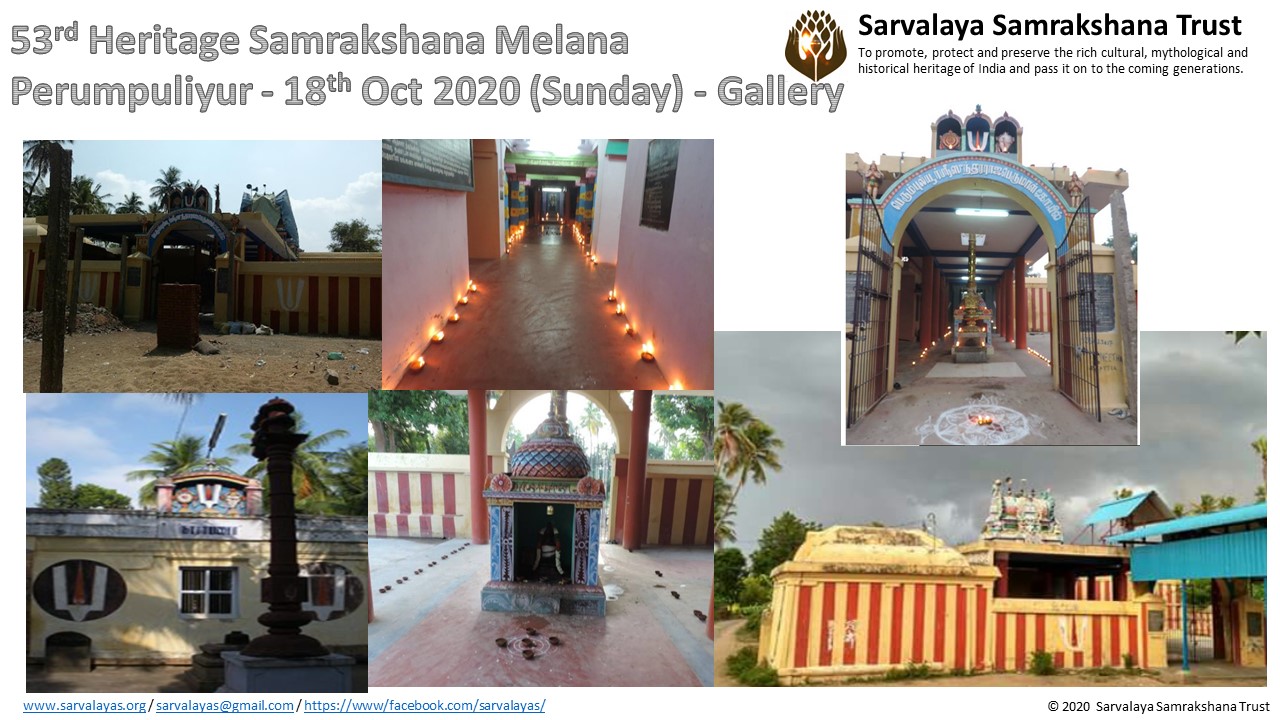 53rd Heritage Samrakshana Melana
Perumpuliyur - 18th Oct 2020 (Sunday) - Gallery
Sarvalaya Samrakshana Trust
To promote, protect and preserve the rich cultural, mythological and
historical heritage of India and pass it on to the coming generations.
www.sarvalayas.org / sarvalayas@gmail.com / https://www/facebook.com/sarvalayas/
© 2020 Sarvalaya Samrakshana Trust